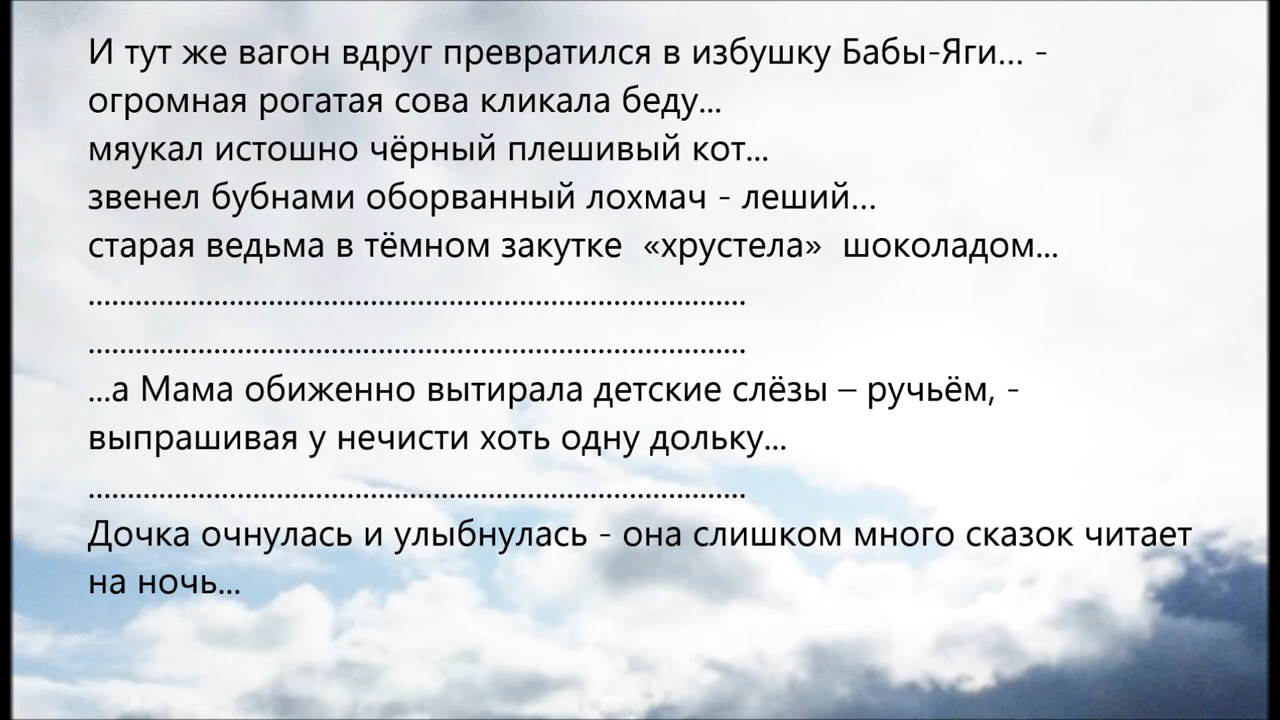 И тут же вагон вдруг превратился в избушку Бабы-Яги... -
огромная рогатая сова кликала беду...
мяукал истошно чёрный плешивый кот...
звенел бубнами оборванный лохмач - леший...
старая ведьма в тёмном закутке «хрустела» шоколадом...
....................................................................................
....................................................................................
...а Мама обиженно вытирала детские слёзы – ручьём, -
выпрашивая у нечисти хоть одну дольку...
....................................................................................
Дочка очнулась и улыбнулась - она слишком много сказок читает
на ночь...